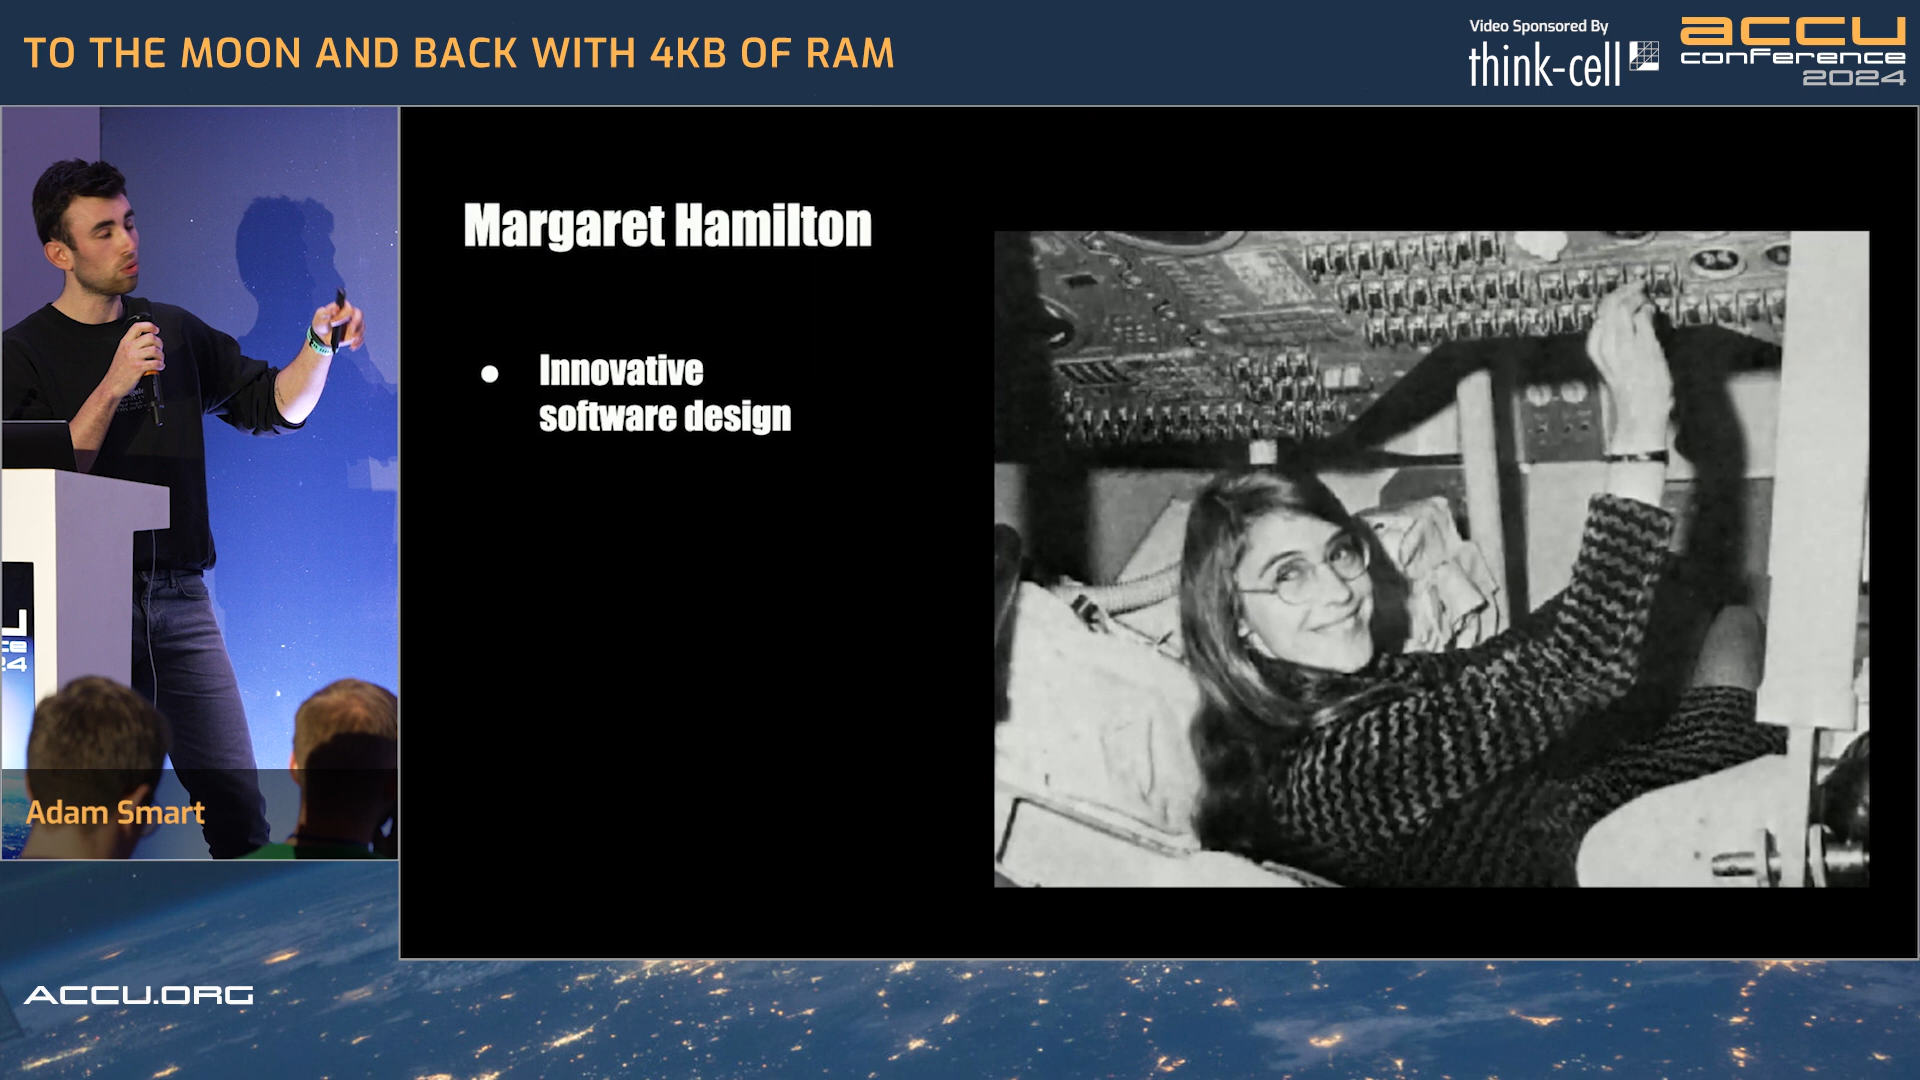 TO THE MOON AND BACK WITH 4KB OF RAM
Video Sponsored By
think-cell
accu
conference
2024
Margaret Hamilton
Innovative
software design
Adam Smart
ACCU.ORG